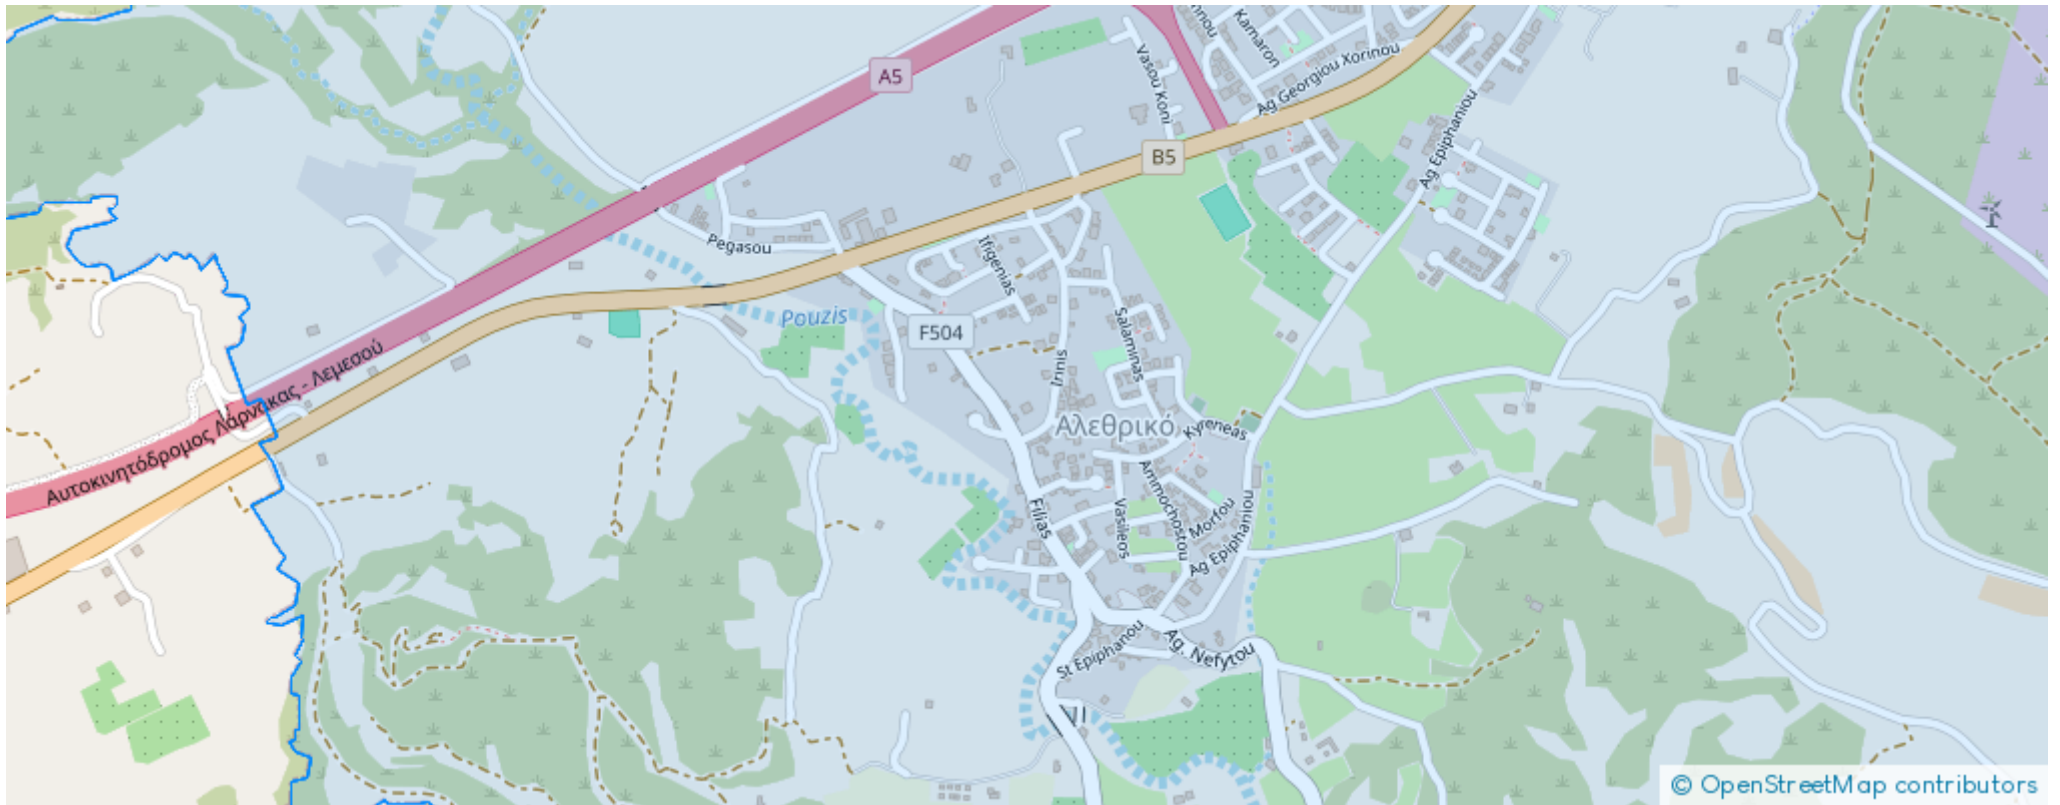 Kamaron
Vasou Koni
Ag Georgiou Xorinou
A5
B5
Ag Epiphaniou
Pegasou
Ifigenias
Pouzis
F504
Salaminas
Irinis
Αυτοκινητόδρομος Λάρνακας - Λεμεσού
Αλεθρικό
Kyreneas
Filias
Vasileos
Ammochostou
Morfou
Ag Epiphaniou
St Epiphanou
Ag. Nefytou
© OpenStreetMap contributors